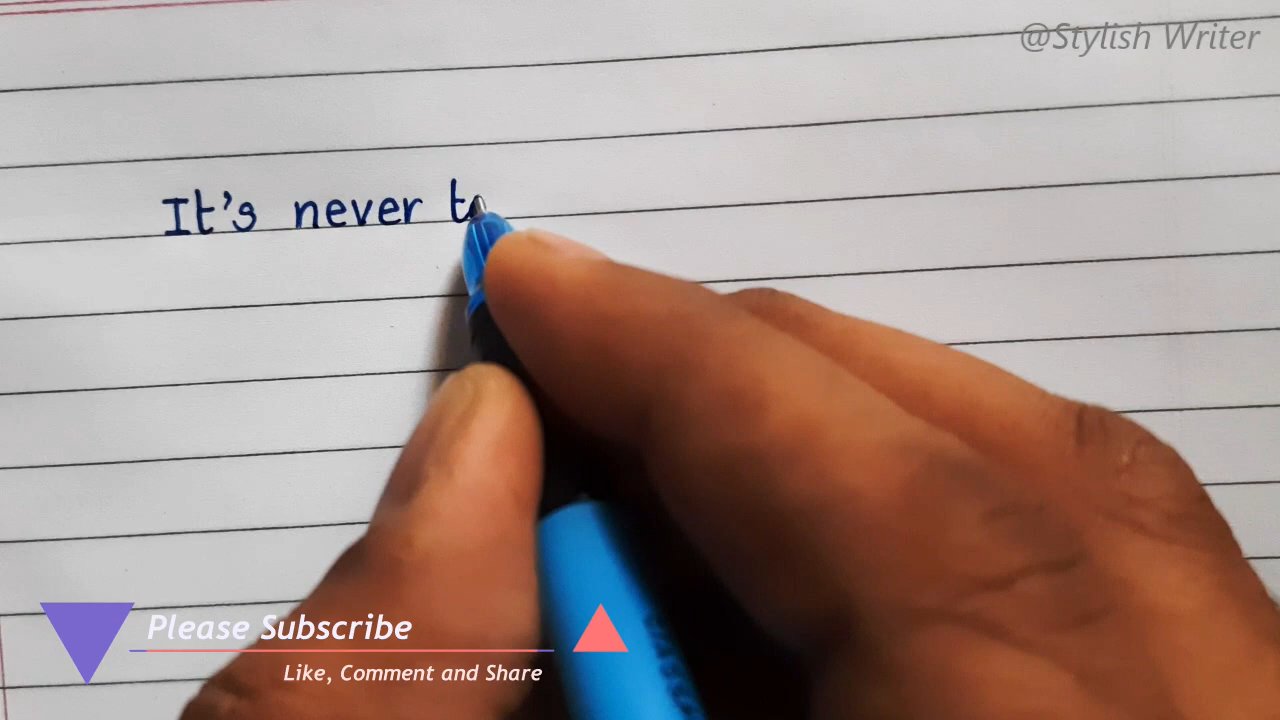 @Stylish Writer
It's never t
Please Subscribe
Like, Comment and Share